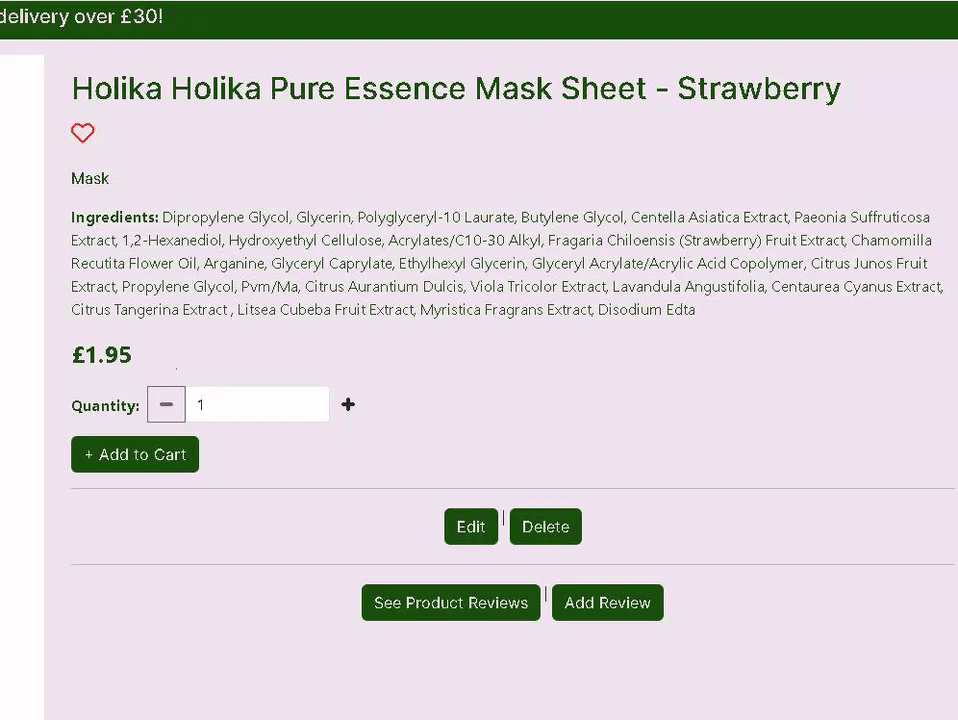 delivery over £30!
Holika Holika Pure Essence Mask Sheet - Strawberry
Mask
Ingredients: Dipropylene Glycol, Glycerin, Polyglyceryl-10 Laurate, Butylene Glycol, Centella Asiatica Extract, Paeonia Suffruticosa
Extract, 1,2-Hexanediol, Hydroxyethyl Cellulose, Acrylates/C10-30 Alkyl, Fragaria Chiloensis (Strawberry) Fruit Extract, Chamomilla
Recutita Flower Oil, Arganine, Glyceryl Caprylate, Ethylhexyl Glycerin, Glyceryl Acrylate/Acrylic Acid Copolymer, Citrus Junos Fruit
Extract, Propylene Glycol, Pvm/Ma, Citrus Aurantium Dulcis, Viola Tricolor Extract, Lavandula Angustifolia, Centaurea Cyanus Extract,
Citrus Tangerina Extract , Litsea Cubeba Fruit Extract, Myristica Fragrans Extract, Disodium Edta
£1.95
Quantity: − 1 +
+ Add to Cart
Edit | Delete
See Product Reviews | Add Review